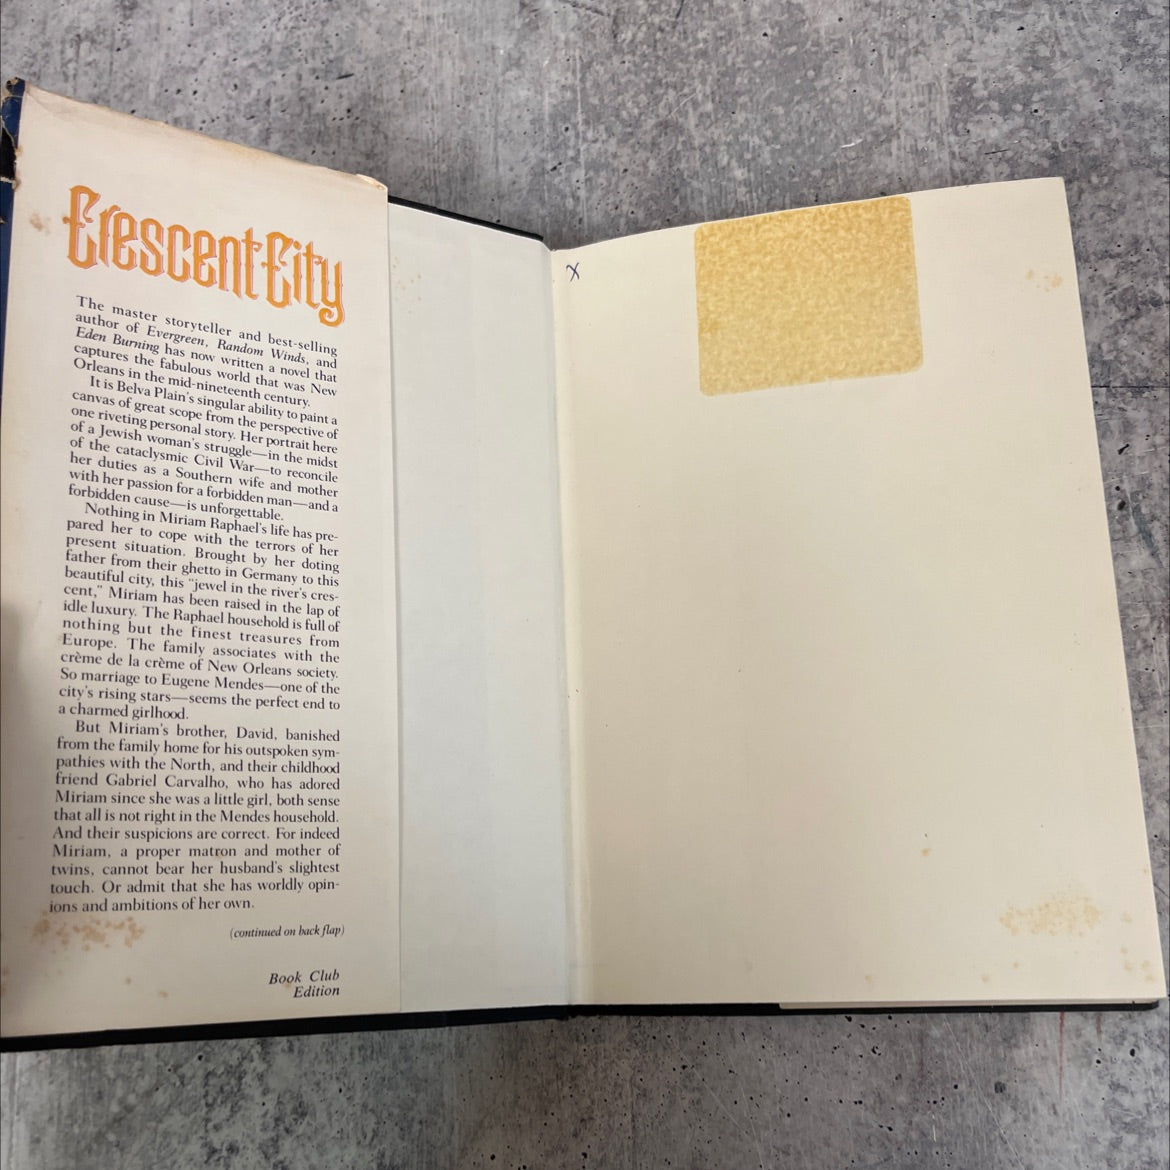 Crescent City
The master storyteller and best-selling
author of Evergreen, Random Winds, and
Eden Burning has now written a novel that
captures the fabulous world that was New
Orleans in the mid-nineteenth century.
It is Belva Plain's singular ability to paint a
canvas of great scope from the perspective of
one riveting personal story. Her portrait here
of a Jewish woman's struggle—in the midst
of the cataclysmic Civil War—to reconcile
her duties as a Southern wife and mother
with her passion for a forbidden man—and a
forbidden cause—is unforgettable.
Nothing in Miriam Raphael's life has pre-
pared her to cope with the terrors of her
present situation. Brought by her doting
father from their ghetto in Germany to this
beautiful city, this "jewel in the river's cres-
cent," Miriam has been raised in the lap of
idle luxury. The Raphael household is full of
nothing but the finest treasures from
Europe. The family associates with the
crème de la crème of New Orleans society.
So marriage to Eugene Mendes—one of the
city's rising stars—seems the perfect end to
a charmed girlhood.
But Miriam's brother, David, banished
from the family home for his outspoken sym-
pathies with the North, and their childhood
friend Gabriel Carvalho, who has adored
Miriam since she was a little girl, both sense
that all is not right in the Mendes household.
And their suspicions are correct. For indeed
Miriam, a proper matron and mother of
twins, cannot bear her husband's slightest
touch. Or admit that she has worldly opin-
ions and ambitions of her own.
(continued on back flap)
Book Club
Edition
x